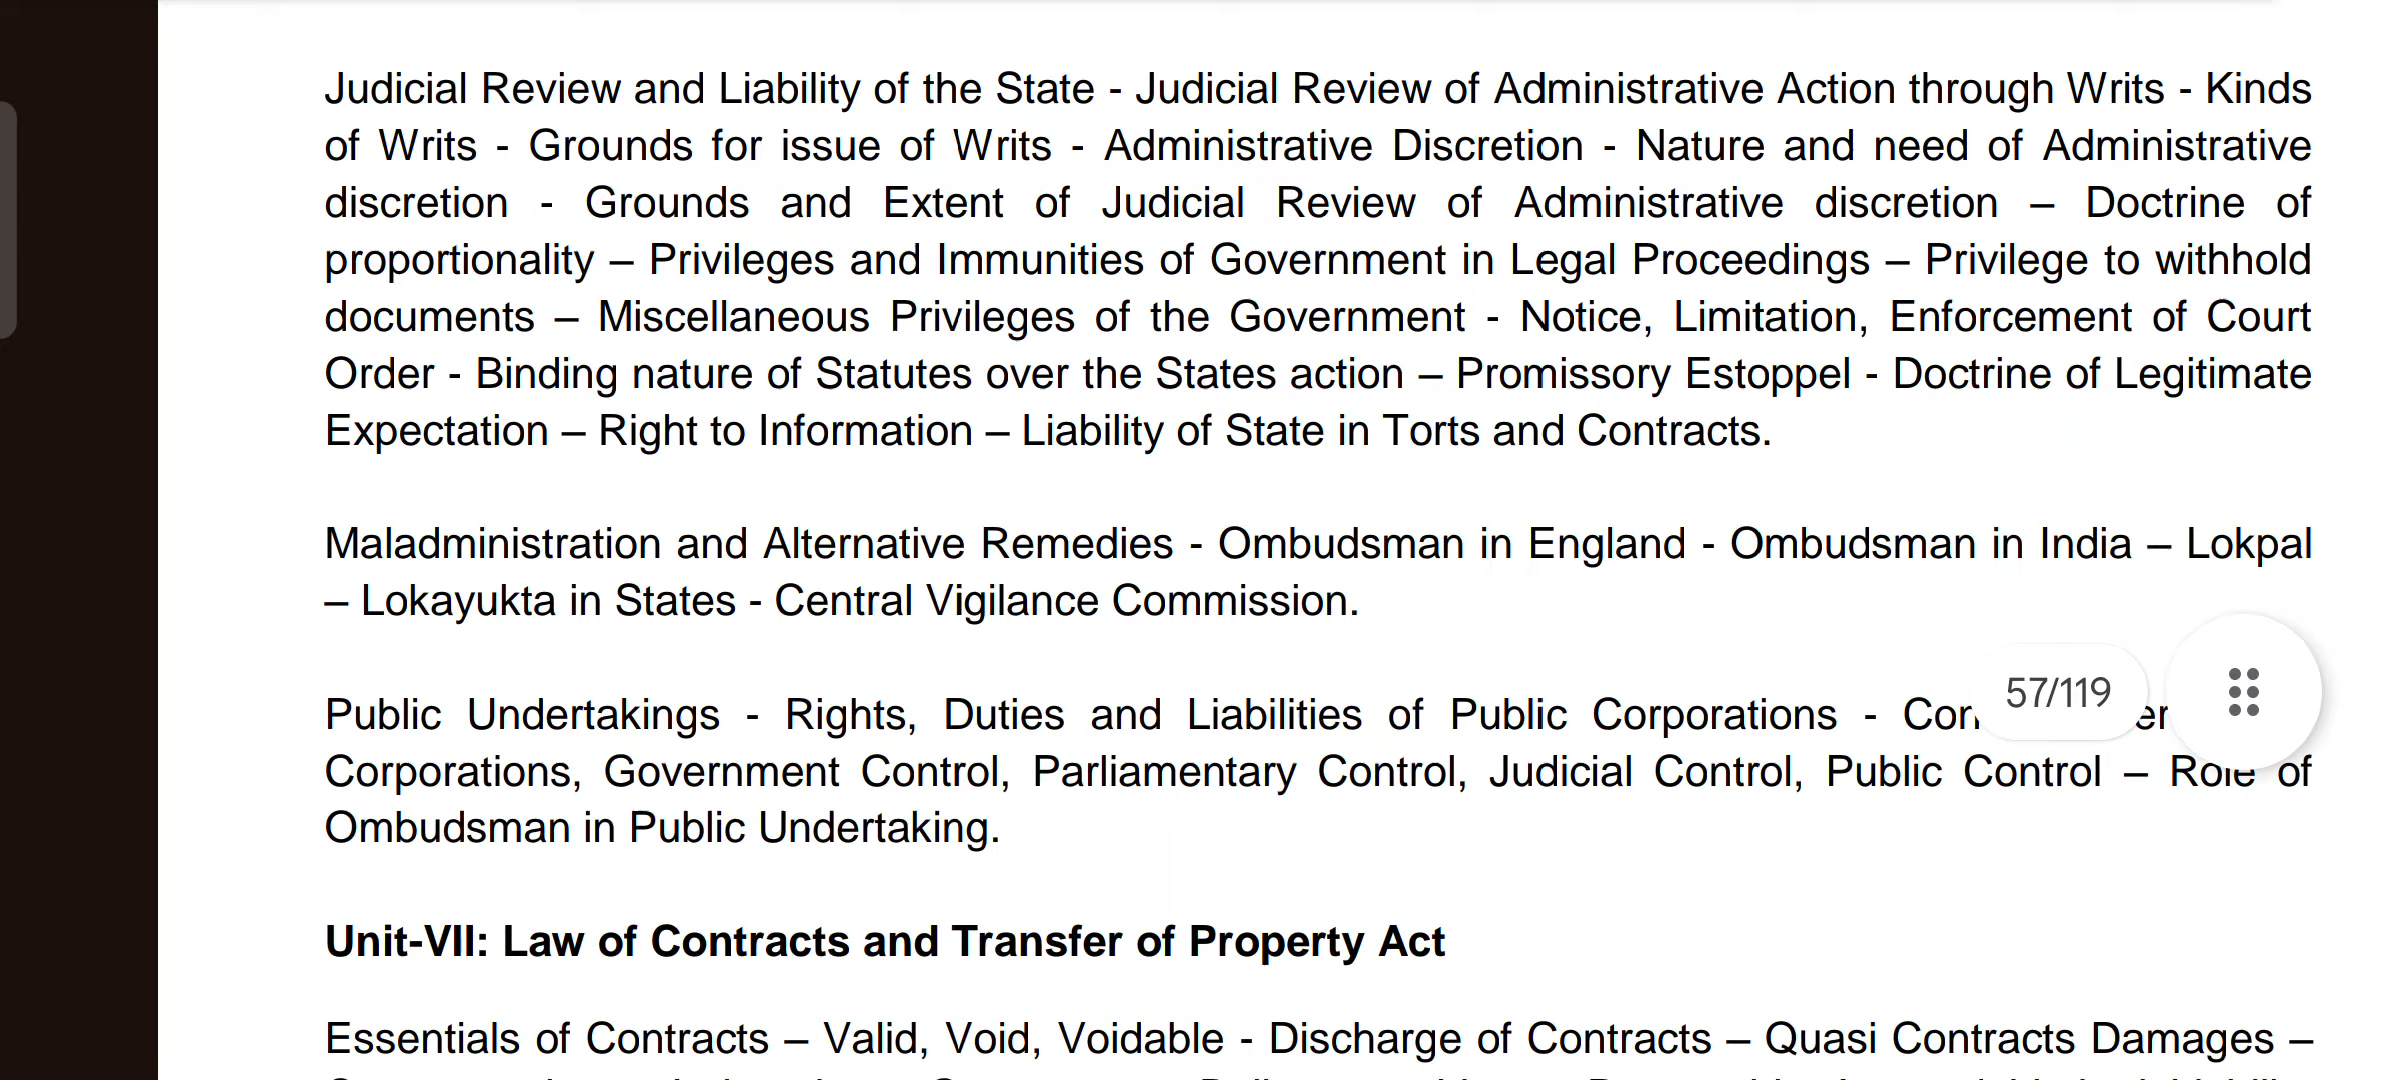 Judicial Review and Liability of the State - Judicial Review of Administrative Action through Writs - Kinds
of Writs - Grounds for issue of Writs - Administrative Discretion - Nature and need of Administrative
discretion - Grounds and Extent of Judicial Review of Administrative discretion – Doctrine of
proportionality – Privileges and Immunities of Government in Legal Proceedings – Privilege to withhold
documents – Miscellaneous Privileges of the Government - Notice, Limitation, Enforcement of Court
Order - Binding nature of Statutes over the States action – Promissory Estoppel - Doctrine of Legitimate
Expectation – Right to Information – Liability of State in Torts and Contracts.
Maladministration and Alternative Remedies - Ombudsman in England - Ombudsman in India – Lokpal
– Lokayukta in States - Central Vigilance Commission.
57/119
Public Undertakings - Rights, Duties and Liabilities of Public Corporations -
Corporations, Government Control, Parliamentary Control, Judicial Control, Public Control – Role of
Ombudsman in Public Undertaking.
Unit-VII: Law of Contracts and Transfer of Property Act
Essentials of Contracts – Valid, Void, Voidable - Discharge of Contracts – Quasi Contracts Damages –